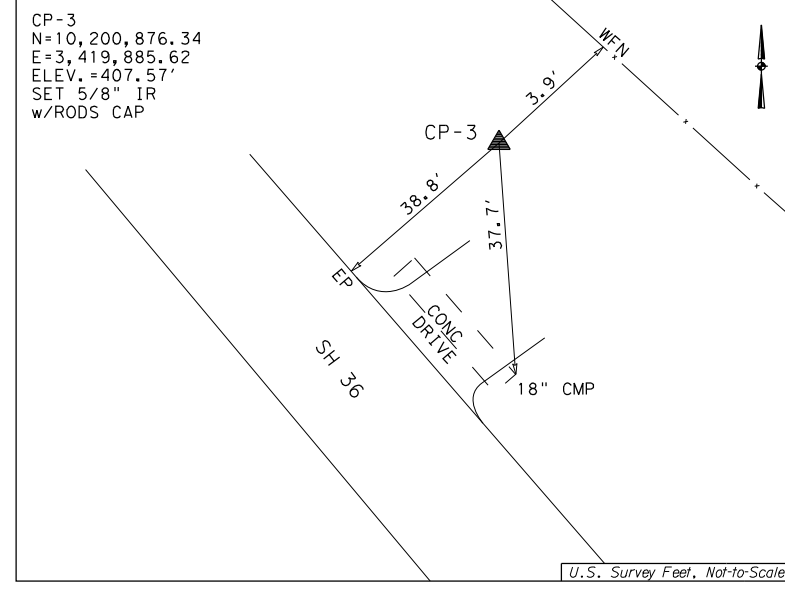 CP-3
N=10,200,876.34
E=3,419,885.62
ELEV.=407.57'
SET 5/8" IR
w/RODS CAP
WFN
3.9'
CP-3
38.8'
37.7'
EP
CONC
DRIVE
SH 36
18" CMP
U.S. Survey Feet, Not-to-Scale